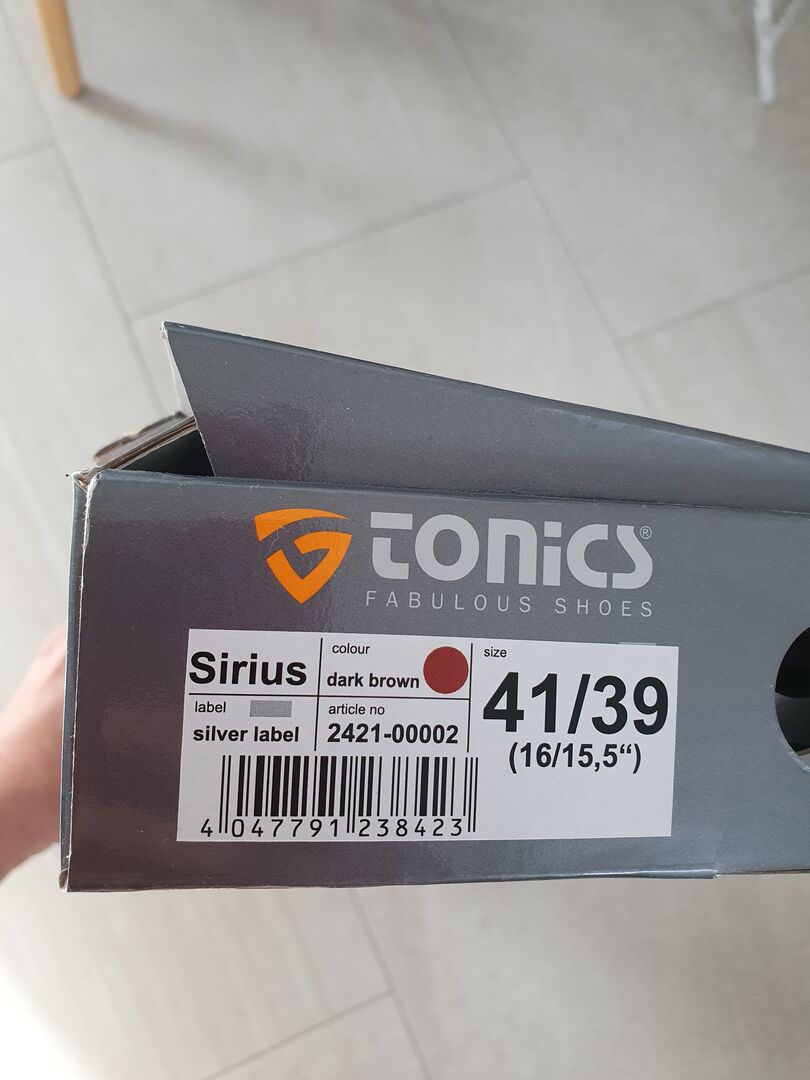 TONiCS®
FABULOUS SHOES
Sirius
colour
dark brown
size
41/39
(16/15,5“)
label
silver label
article no
2421-00002
4 047791 238423